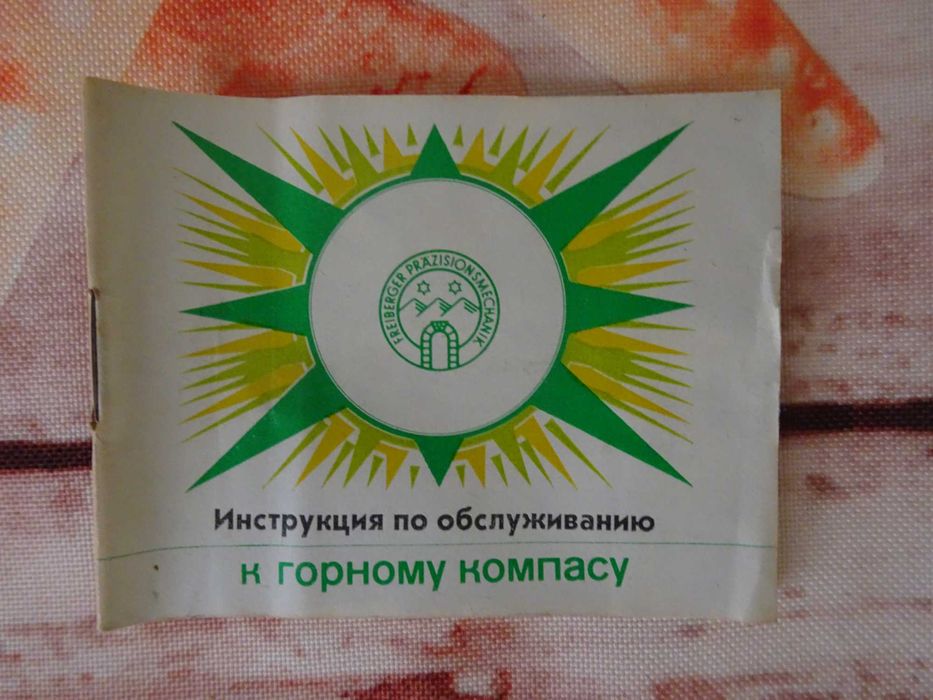 FREIBERGER PRÄZISIONSMECHANIK
Инструкция по обслуживанию
к горному компасу